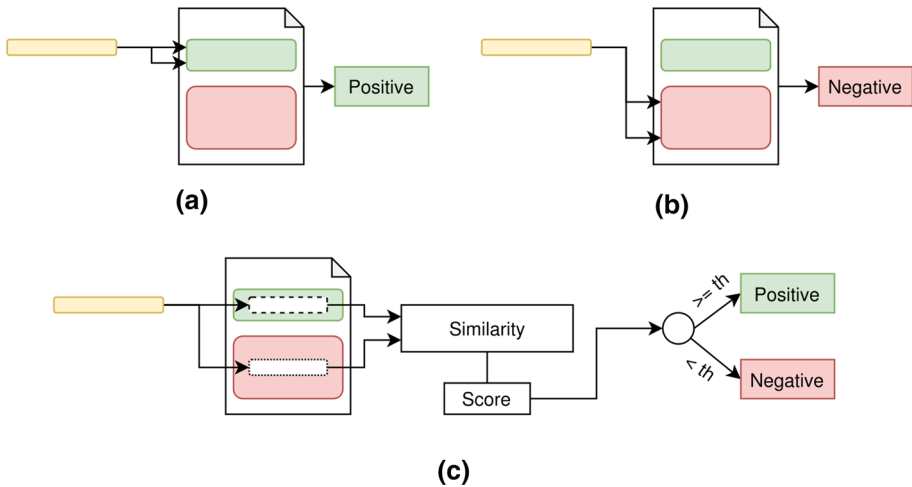 Positive
Negative
(a)
(b)
>= th
Positive
Similarity
< th
Negative
Score
(c)